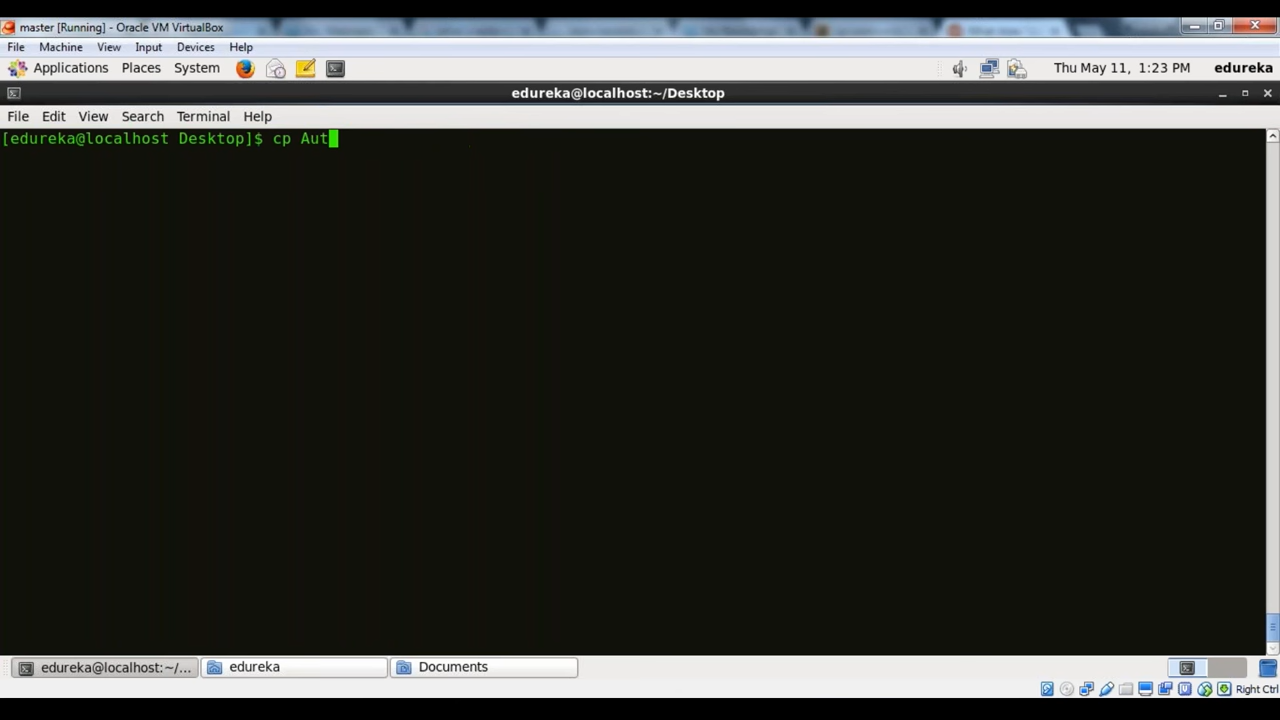 master [Running] - Oracle VM VirtualBox
File Machine View Input Devices Help
Applications Places System Thu May 11, 1:23 PM edureka
edureka@localhost:~/Desktop
File Edit View Search Terminal Help
[edureka@localhost Desktop]$ cp Aut
edureka@localhost:~/... edureka Documents
Right Ctrl